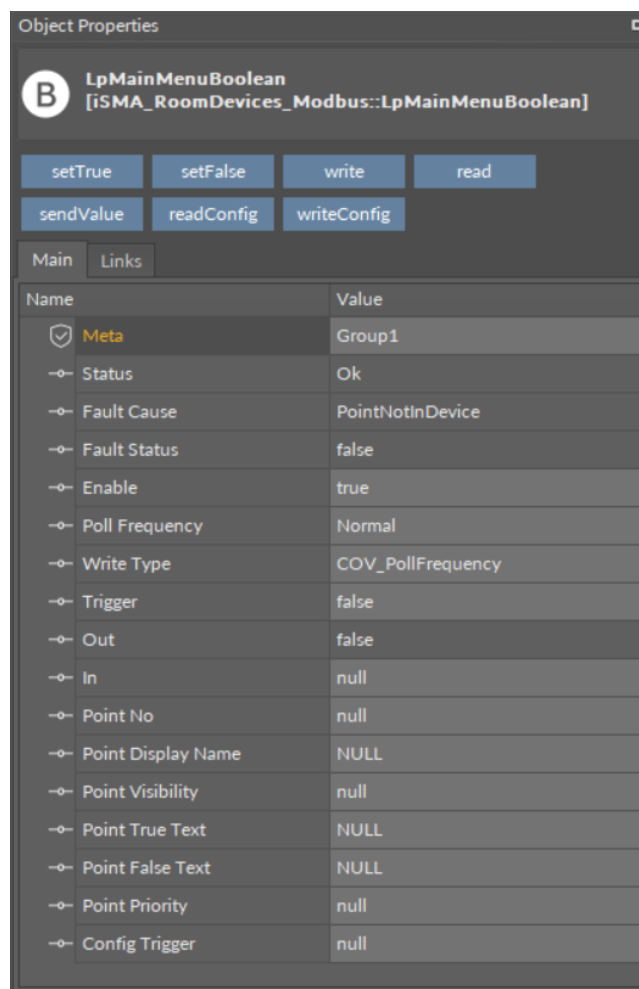 Object Properties
B
LpMainMenuBoolean
[iSMA_RoomDevices_Modbus::LpMainMenuBoolean]
setTrue setFalse write read
sendValue readConfig writeConfig
Main Links
Name Value
Meta Group1
Status Ok
Fault Cause PointNotInDevice
Fault Status false
Enable true
Poll Frequency Normal
Write Type COV_PollFrequency
Trigger false
Out false
In null
Point No null
Point Display Name NULL
Point Visibility null
Point True Text NULL
Point False Text NULL
Point Priority null
Config Trigger null